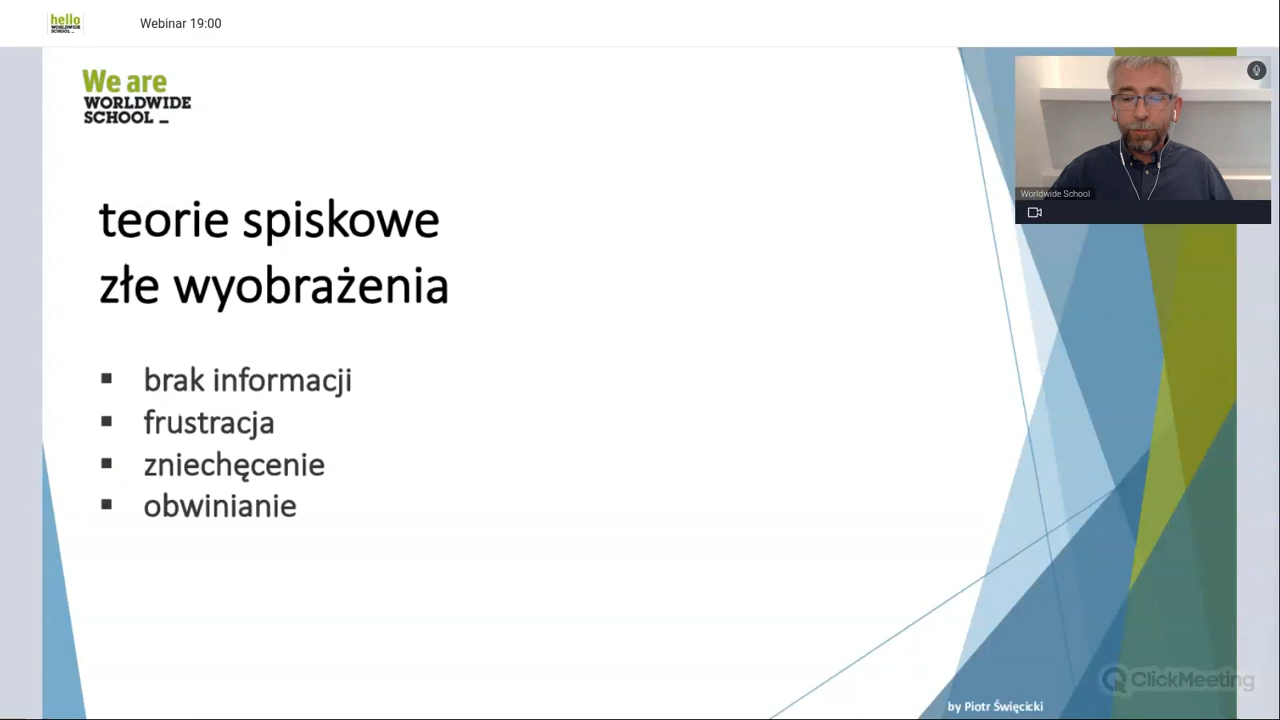 hello
WORLDWIDE
SCHOOL _
Webinar 19:00
We are
WORLDWIDE
SCHOOL _
Worldwide School
teorie spiskowe
złe wyobrażenia
▪ brak informacji
▪ frustracja
▪ zniechęcenie
▪ obwinianie
ClickMeeting
by Piotr Święcicki